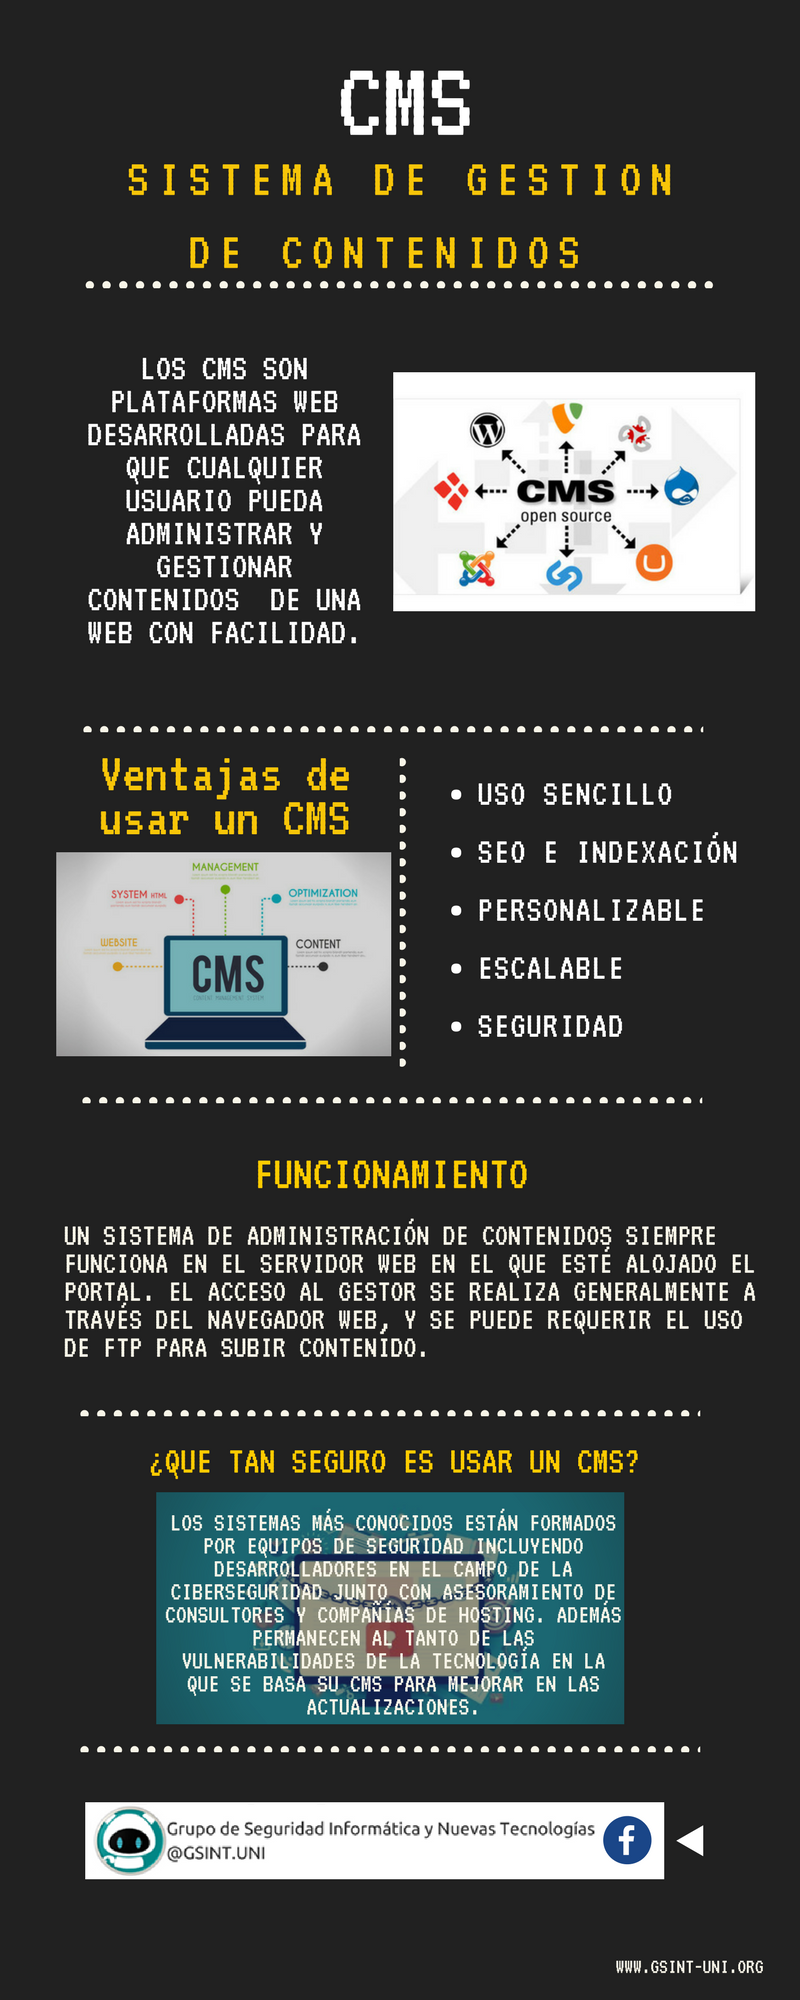 CMS
SISTEMA DE GESTION
DE CONTENIDOS
LOS CMS SON
PLATAFORMAS WEB
DESARROLLADAS PARA
QUE CUALQUIER
USUARIO PUEDA
ADMINISTRAR Y
GESTIONAR
CONTENIDOS DE UNA
WEB CON FACILIDAD.
CMS
open source
Ventajas de
usar un CMS
MANAGEMENT
SYSTEM HTML
OPTIMIZATION
WEBSITE
CONTENT
CMS
CONTENT MANAGEMENT SYSTEM
• USO SENCILLO
• SEO E INDEXACIÓN
• PERSONALIZABLE
• ESCALABLE
• SEGURIDAD
FUNCIONAMIENTO
UN SISTEMA DE ADMINISTRACIÓN DE CONTENIDOS SIEMPRE
FUNCIONA EN EL SERVIDOR WEB EN EL QUE ESTÉ ALOJADO EL
PORTAL. EL ACCESO AL GESTOR SE REALIZA GENERALMENTE A
TRAVÉS DEL NAVEGADOR WEB, Y SE PUEDE REQUERIR EL USO
DE FTP PARA SUBIR CONTENIDO.
¿QUE TAN SEGURO ES USAR UN CMS?
LOS SISTEMAS MÁS CONOCIDOS ESTÁN FORMADOS
POR EQUIPOS DE SEGURIDAD INCLUYENDO
DESARROLLADORES EN EL CAMPO DE LA
CIBERSEGURIDAD JUNTO CON ASESORAMIENTO DE
CONSULTORES Y COMPAÑÍAS DE HOSTING. ADEMÁS
PERMANECEN AL TANTO DE LAS
VULNERABILIDADES DE LA TECNOLOGÍA EN LA
QUE SE BASA SU CMS PARA MEJORAR EN LAS
ACTUALIZACIONES.
Grupo de Seguridad Informática y Nuevas Tecnologías
@GSINT.UNI
WWW.GSINT-UNI.ORG